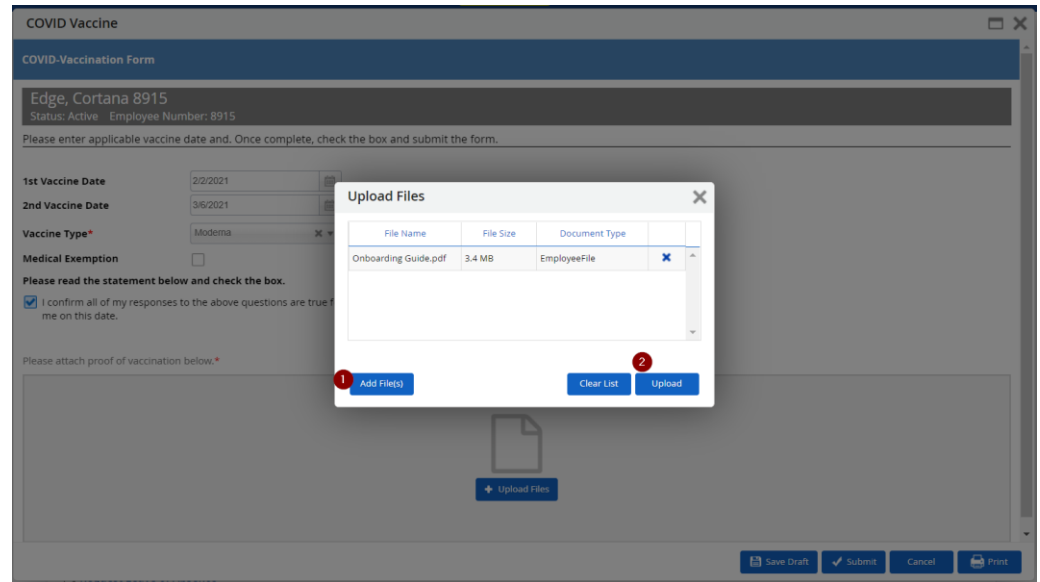 COVID Vaccine
COVID-Vaccination Form
Edge, Cortana 8915
Status: Active Employee Number: 8915
Please enter applicable vaccine date and. Once complete, check the box and submit the form.
1st Vaccine Date 2/2/2021
2nd Vaccine Date 3/6/2021
Vaccine Type* Moderna
Medical Exemption
Please read the statement below and check the box.
I confirm all of my responses to the above questions are true f
me on this date.
Please attach proof of vaccination below.*
Upload Files
File Name File Size Document Type
Onboarding Guide.pdf 3.4 MB EmployeeFile
1 Add File(s) Clear List 2 Upload
+ Upload Files
Save Draft Submit Cancel Print